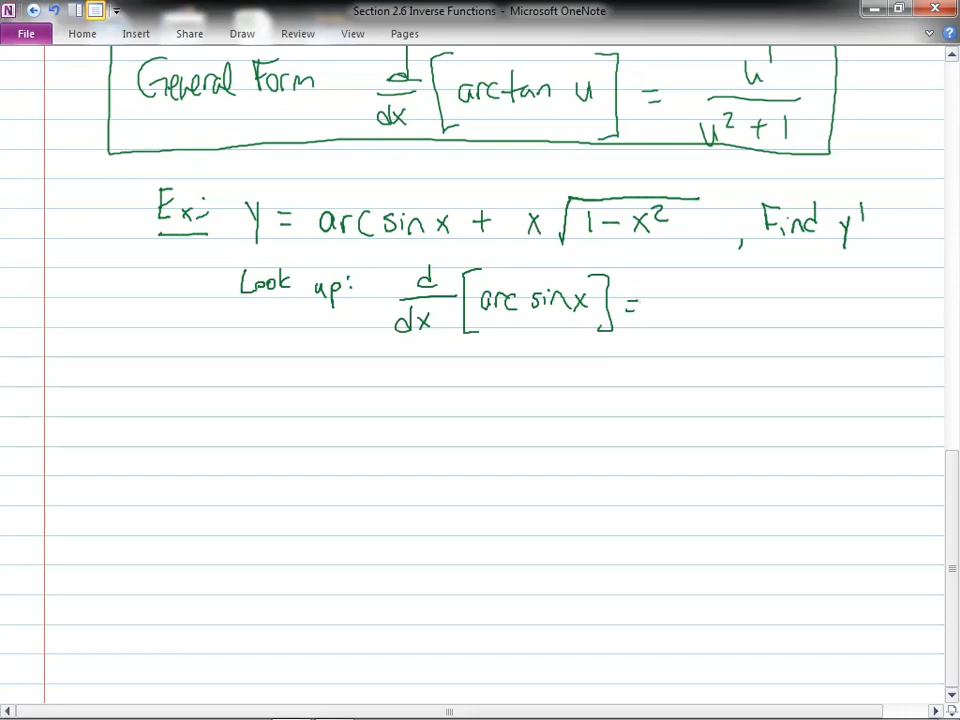 Section 2.6 Inverse Functions - Microsoft OneNote
File Home Insert Share Draw Review View Pages
General Form d/dx [arctan u] = u'/(u² + 1)
Ex: y = arcsin x + x √(1 - x²) , Find y'
Look up: d/dx [arc sin x] =